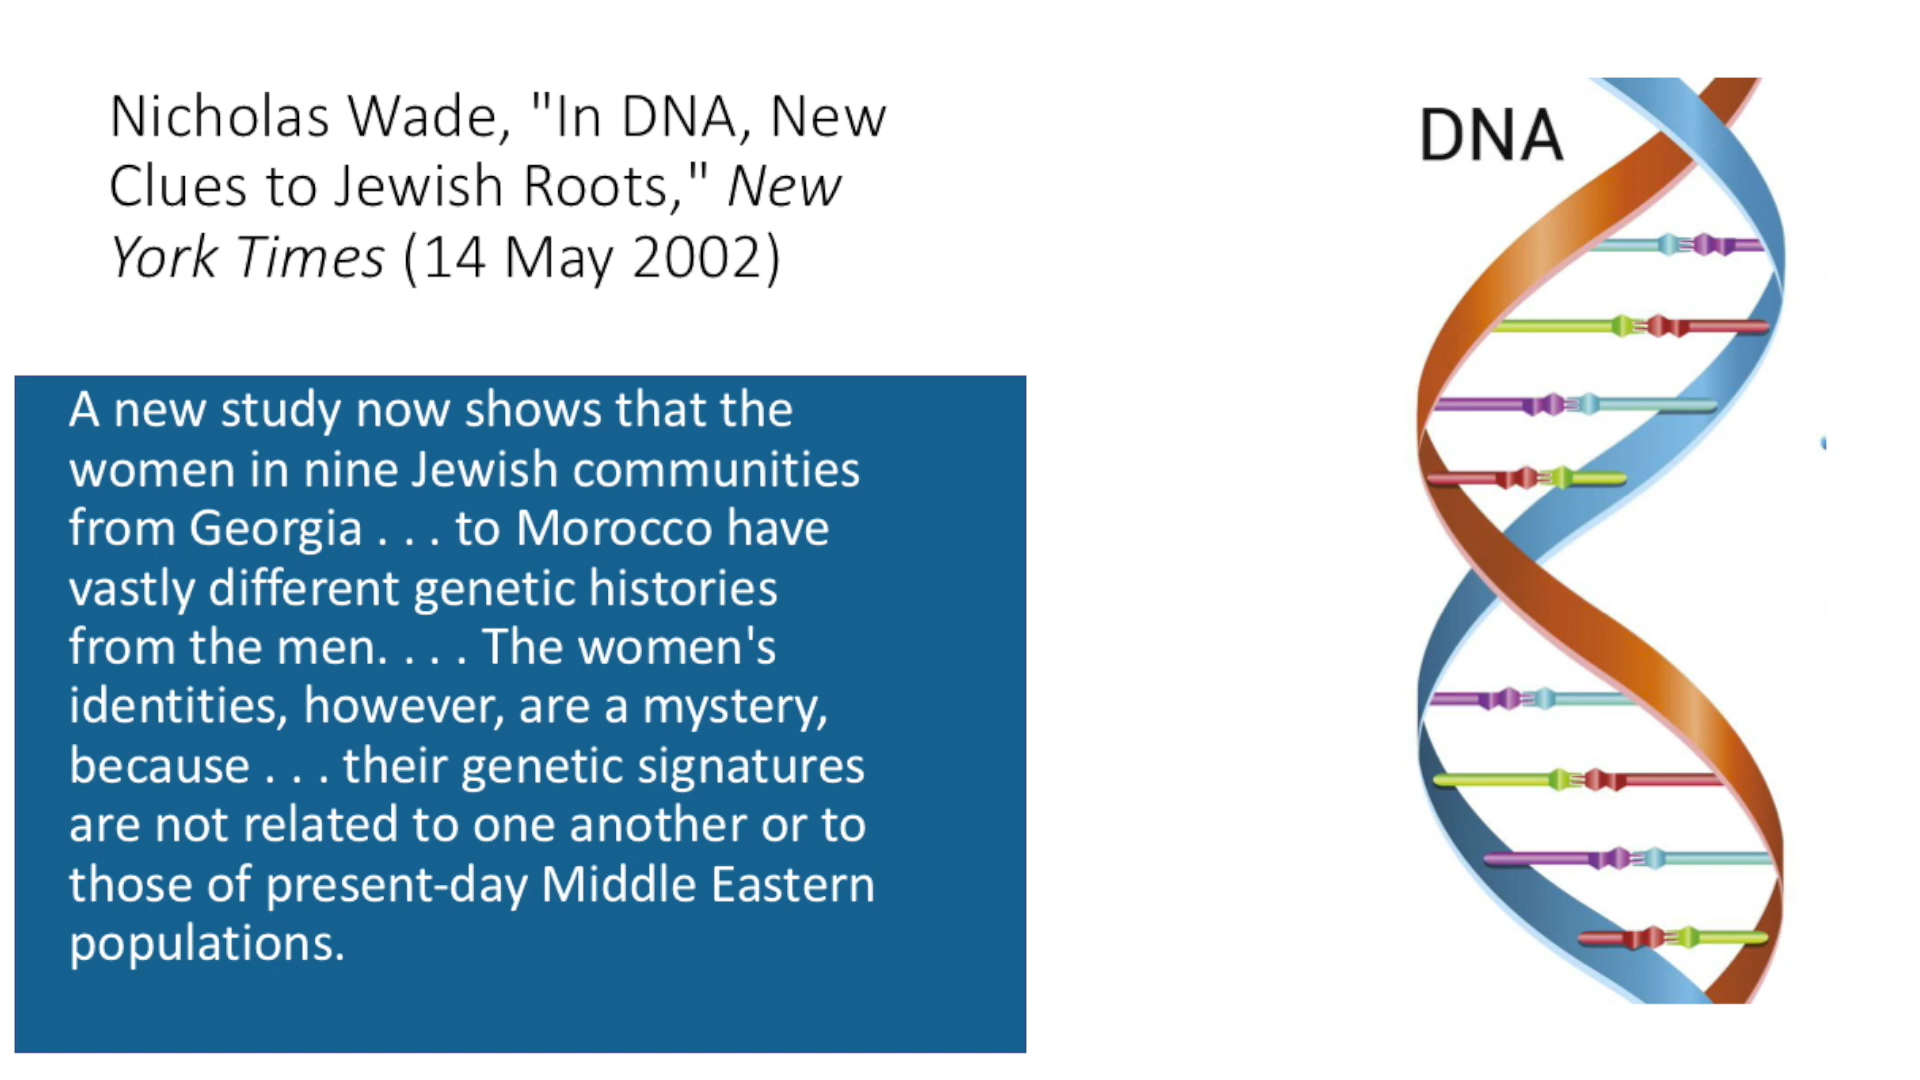 Nicholas Wade, "In DNA, New
Clues to Jewish Roots," New
York Times (14 May 2002)
DNA
A new study now shows that the
women in nine Jewish communities
from Georgia . . . to Morocco have
vastly different genetic histories
from the men. . . . The women's
identities, however, are a mystery,
because . . . their genetic signatures
are not related to one another or to
those of present-day Middle Eastern
populations.